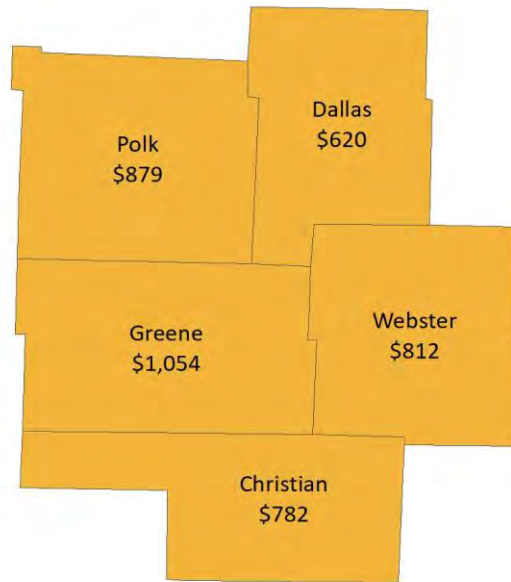 Dallas
$620
Polk
$879
Webster
$812
Greene
$1,054
Christian
$782